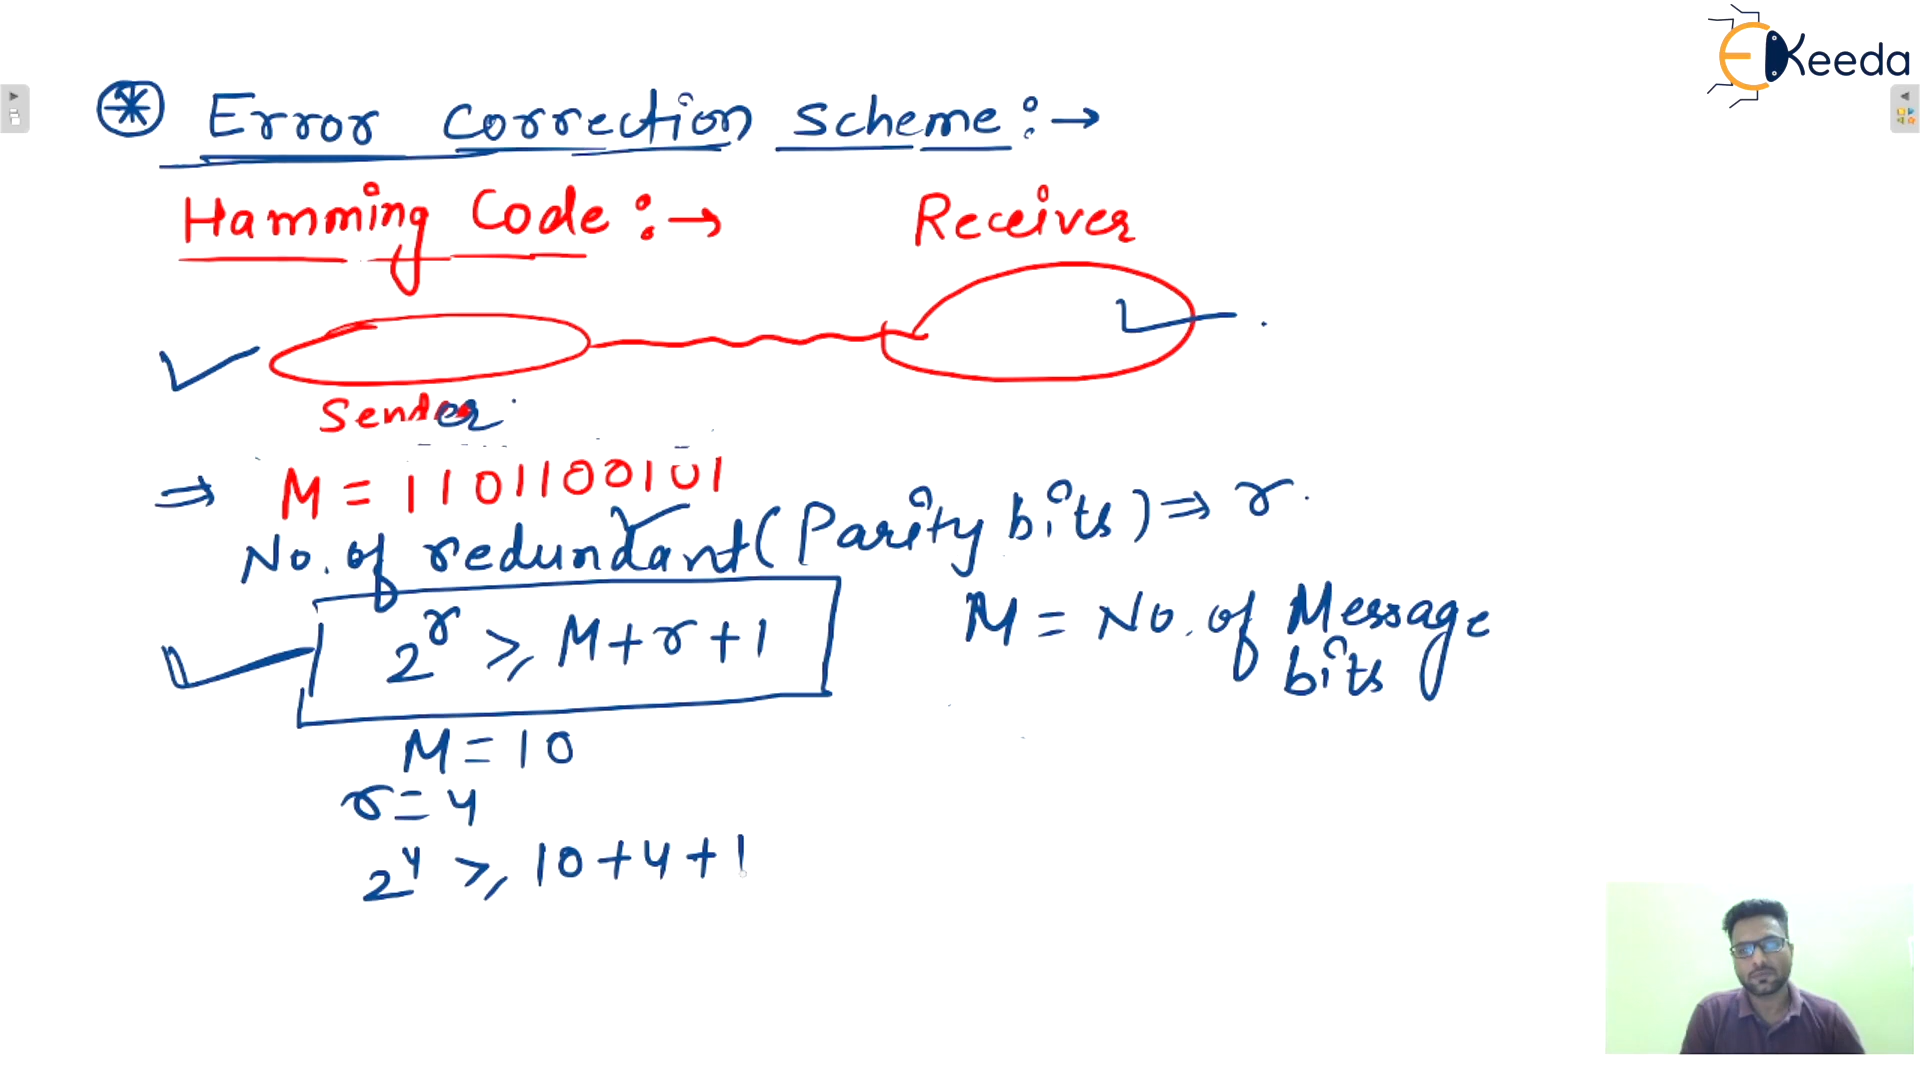 EKeeda
* Error correction scheme :→
Hamming Code :→ Receiver
Sender
⇒ M = 1101100101
No. of redundant (Parity bits) ⇒ r.
2^r ≥ M + r + 1
M = No. of Message bits
M = 10
r = 4
2^4 ≥ 10 + 4 + 1